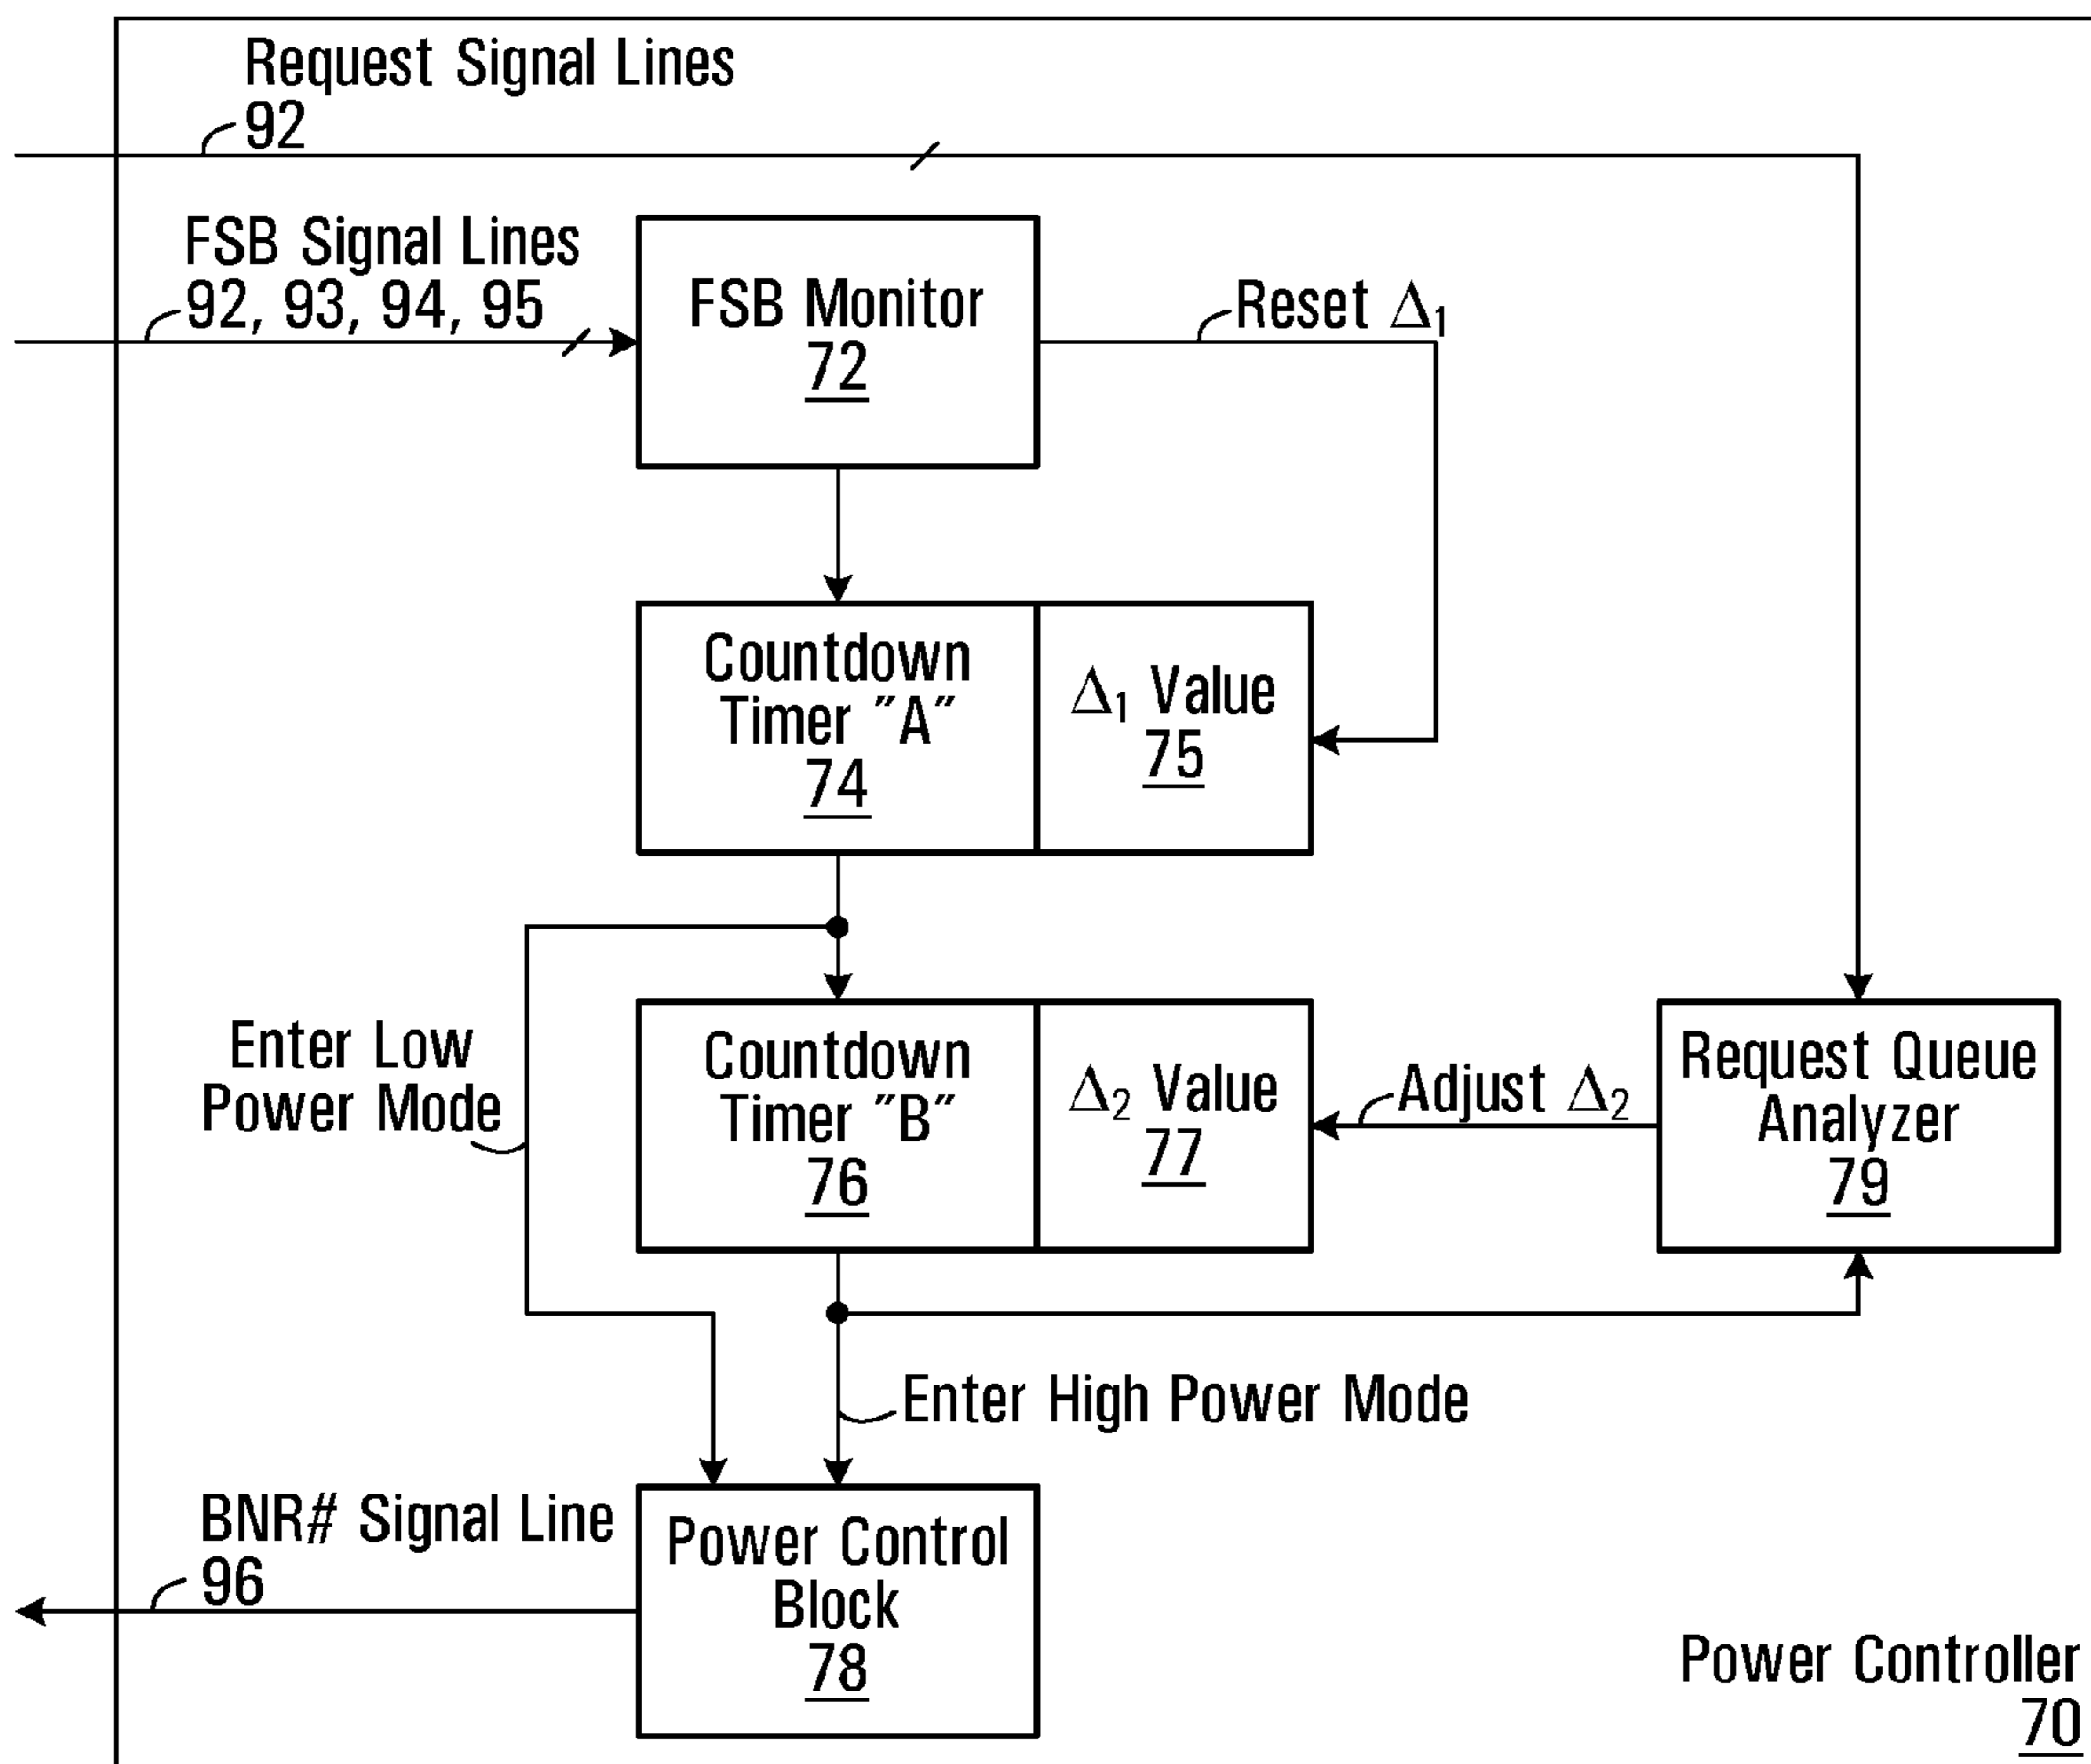 Request Signal Lines
92
FSB Signal Lines
92, 93, 94, 95
FSB Monitor
72
Reset Δ1
Countdown
Timer "A"
74
Δ1 Value
75
Enter Low
Power Mode
Countdown
Timer "B"
76
Δ2 Value
77
Adjust Δ2
Request Queue
Analyzer
79
Enter High Power Mode
BNR# Signal Line
96
Power Control
Block
78
Power Controller
70